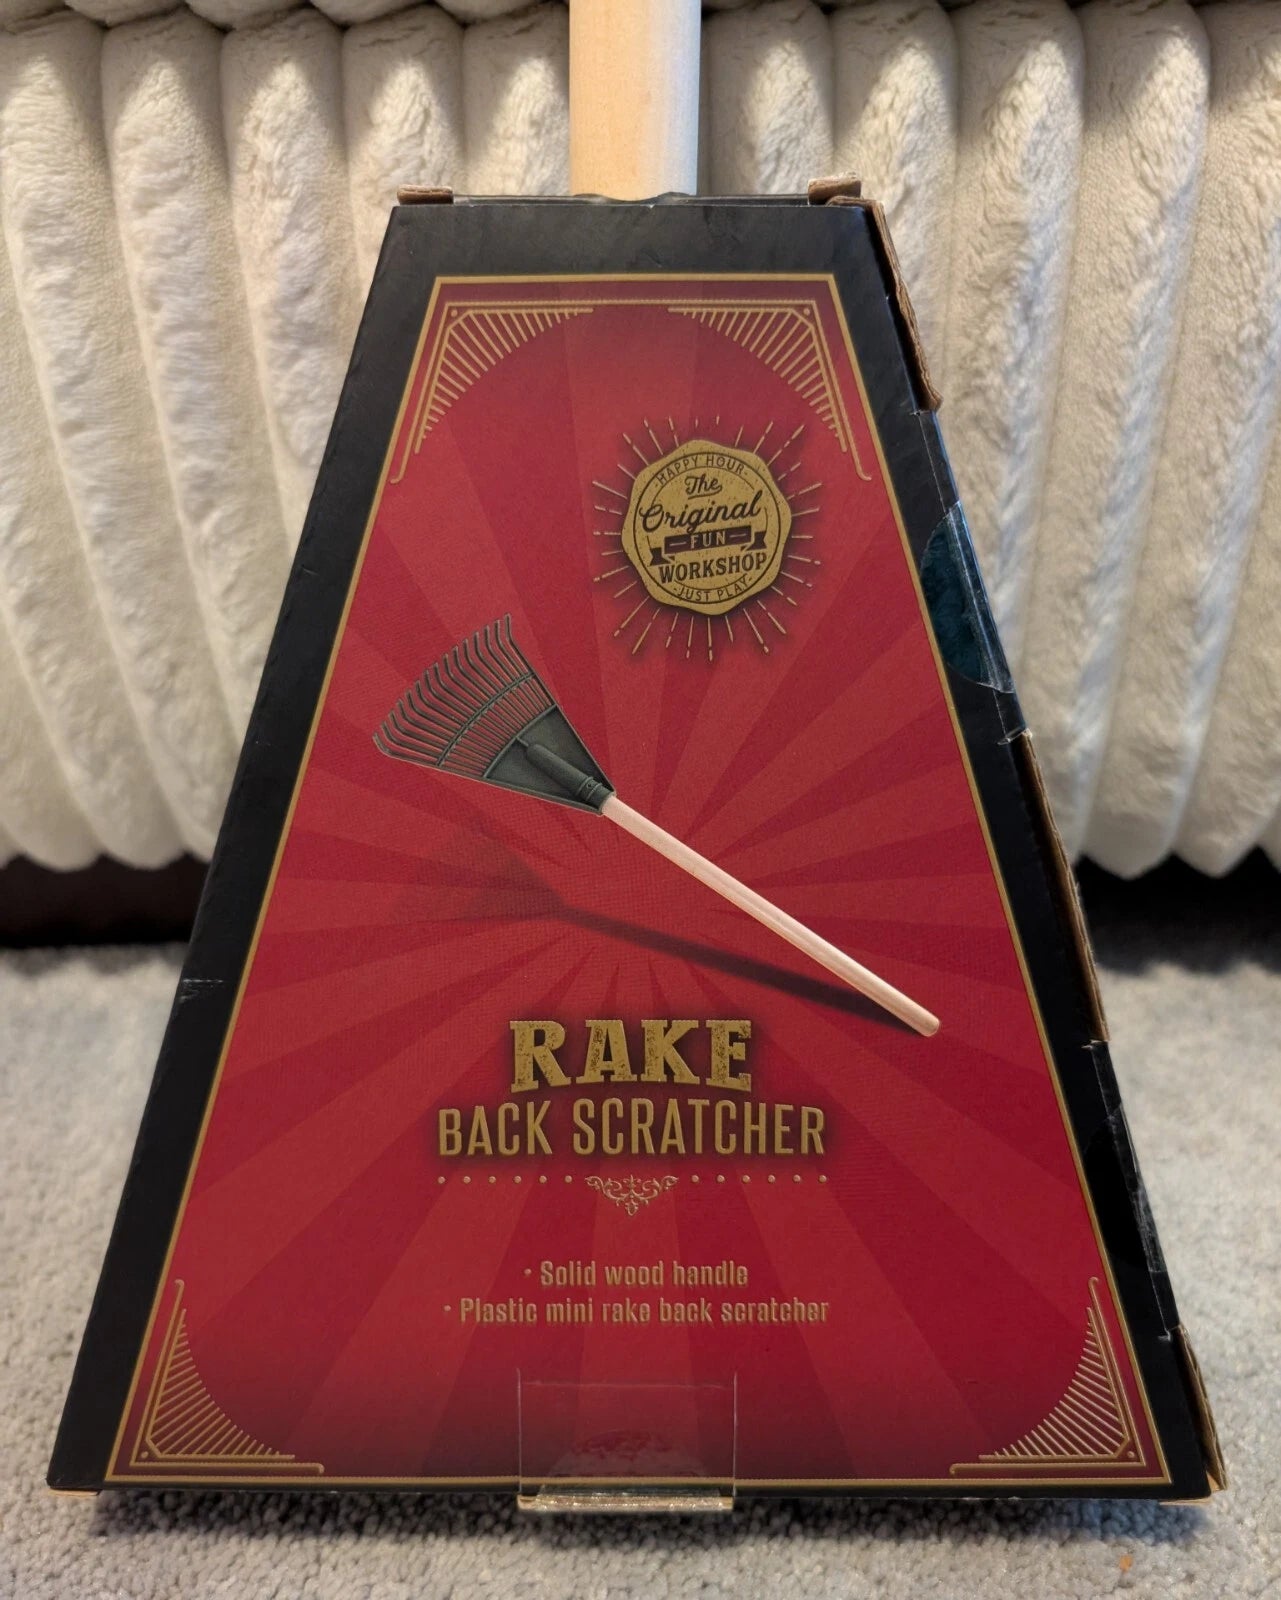 -HAPPY HOUR-
The
Original
—FUN—
WORKSHOP
-JUST PLAY-
RAKE
BACK SCRATCHER
• Solid wood handle
• Plastic mini rake back scratcher